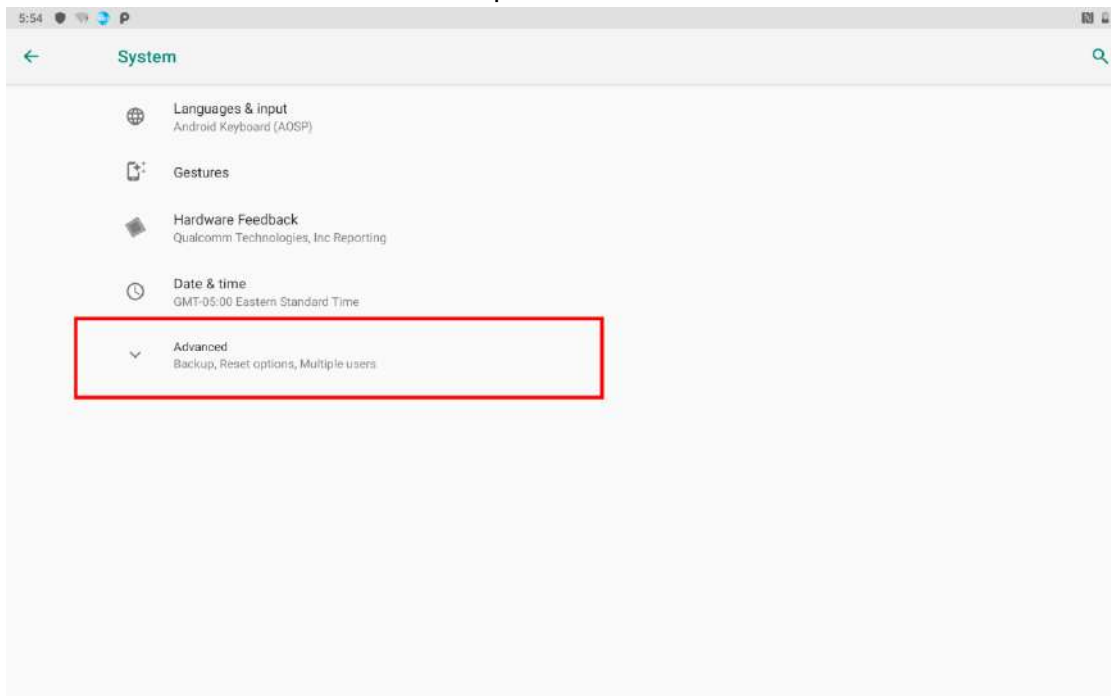 5:54 P
System
Languages & input
Android Keyboard (AOSP)
Gestures
Hardware Feedback
Qualcomm Technologies, Inc Reporting
Date & time
GMT-05:00 Eastern Standard Time
Advanced
Backup, Reset options, Multiple users